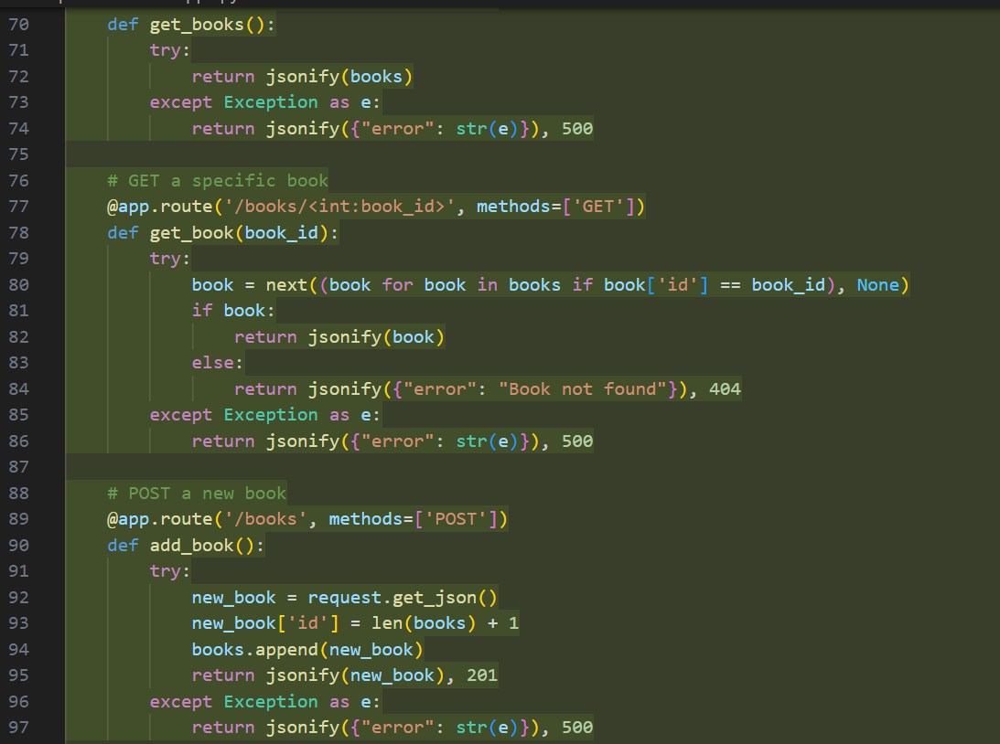 70     def get_books():
71         try:
72             return jsonify(books)
73         except Exception as e:
74             return jsonify({"error": str(e)}), 500
75
76     # GET a specific book
77     @app.route('/books/<int:book_id>', methods=['GET'])
78     def get_book(book_id):
79         try:
80             book = next((book for book in books if book['id'] == book_id), None)
81             if book:
82                 return jsonify(book)
83             else:
84                 return jsonify({"error": "Book not found"}), 404
85         except Exception as e:
86             return jsonify({"error": str(e)}), 500
87
88     # POST a new book
89     @app.route('/books', methods=['POST'])
90     def add_book():
91         try:
92             new_book = request.get_json()
93             new_book['id'] = len(books) + 1
94             books.append(new_book)
95             return jsonify(new_book), 201
96         except Exception as e:
97             return jsonify({"error": str(e)}), 500